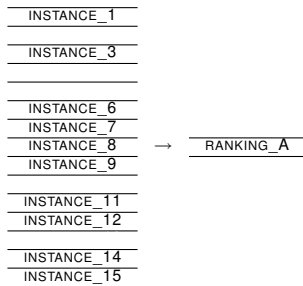 INSTANCE_1
INSTANCE_3
INSTANCE_6
INSTANCE_7
INSTANCE_8 → RANKING_A
INSTANCE_9
INSTANCE_11
INSTANCE_12
INSTANCE_14
INSTANCE_15